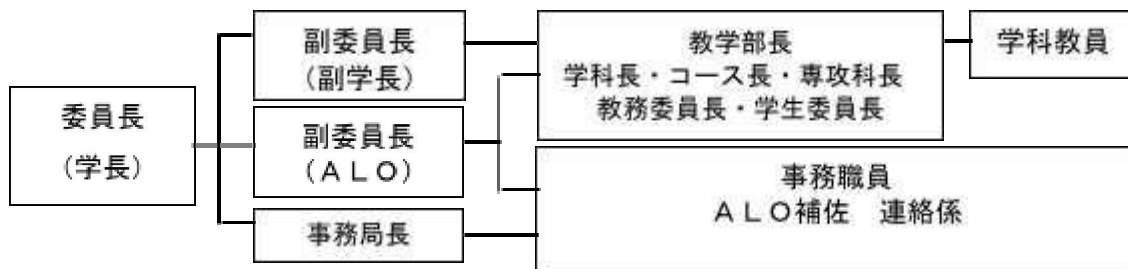 委員長
(学長)
副委員長
(副学長)
副委員長
(ALO)
事務局長
教学部長
学科長・コース長・専攻科長
教務委員長・学生委員長
事務職員
ALO補佐　連絡係
学科教員